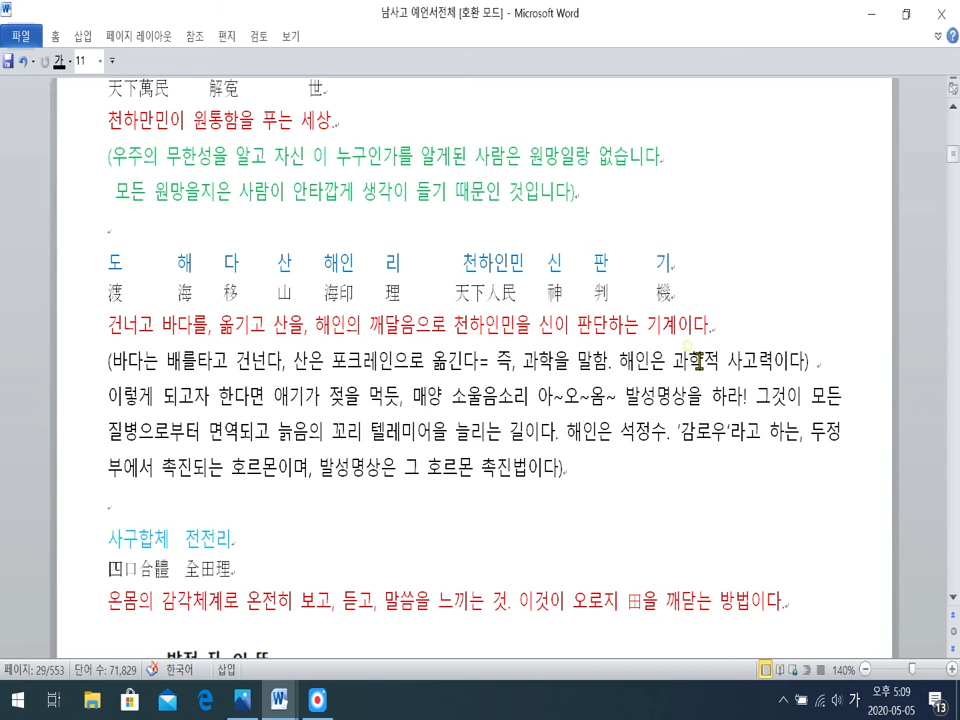 남사고 예언서전체 [호환 모드] - Microsoft Word
파일 홈 삽입 페이지 레이아웃 참조 편지 검토 보기
가 11
天下萬民 解寃 世
천하만민이 원통함을 푸는 세상.
(우주의 무한성을 알고 자신 이 누구인가를 알게된 사람은 원망일랑 없습니다.
모든 원망을지은 사람이 안타깝게 생각이 들기 때문인 것입니다)
도 해 다 산 해인 리 천하인민 신 판 기
渡 海 移 山 海印 理 天下人民 神 判 機
건너고 바다를, 옮기고 산을, 해인의 깨달음으로 천하인민을 신이 판단하는 기계이다.
(바다는 배를타고 건넌다, 산은 포크레인으로 옮긴다= 즉, 과학을 말함. 해인은 과학적 사고력이다)
이렇게 되고자 한다면 애기가 젖을 먹듯, 매양 소울음소리 아~오~옴~ 발성명상을 하라! 그것이 모든
질병으로부터 면역되고 늙음의 꼬리 텔레미어을 늘리는 길이다. 해인은 석정수. '감로우'라고 하는, 두정
부에서 촉진되는 호르몬이며, 발성명상은 그 호르몬 촉진법이다)
사구합체 전전리
四口合體 全田理
온몸의 감각체계로 온전히 보고, 듣고, 말씀을 느끼는 것. 이것이 오로지 田을 깨닫는 방법이다.
페이지: 29/553 단어 수: 71,829 한국어 삽입 140%
가 오후 5:09
2020-05-05 13